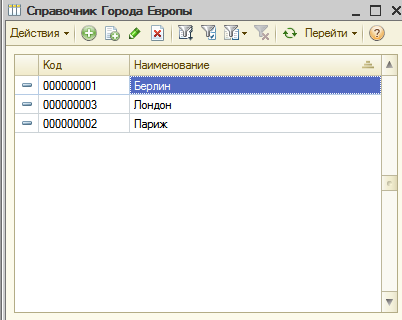 Справочник Города Европы
Действия Перейти ?
Код Наименование
000000001 Берлин
000000003 Лондон
000000002 Париж